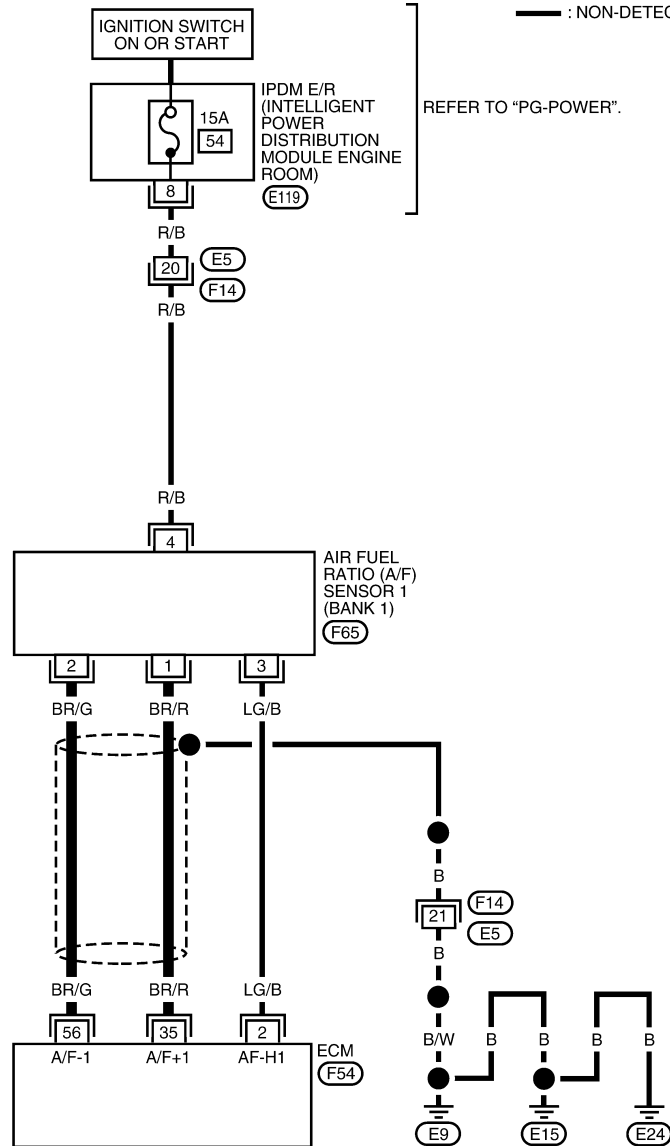 IGNITION SWITCH
ON OR START
: NON-DETEC
IPDM E/R
(INTELLIGENT
POWER
DISTRIBUTION
MODULE ENGINE
ROOM)
15A
54
REFER TO “PG-POWER”.
8
E119
R/B
20
E5
F14
R/B
R/B
4
AIR FUEL
RATIO (A/F)
SENSOR 1
(BANK 1)
F65
2 1 3
BR/G BR/R LG/B
B
21
F14
E5
B
BR/G BR/R LG/B
B/W B B B B
56 35 2
A/F-1 A/F+1 AF-H1
ECM
F54
E9 E15 E24